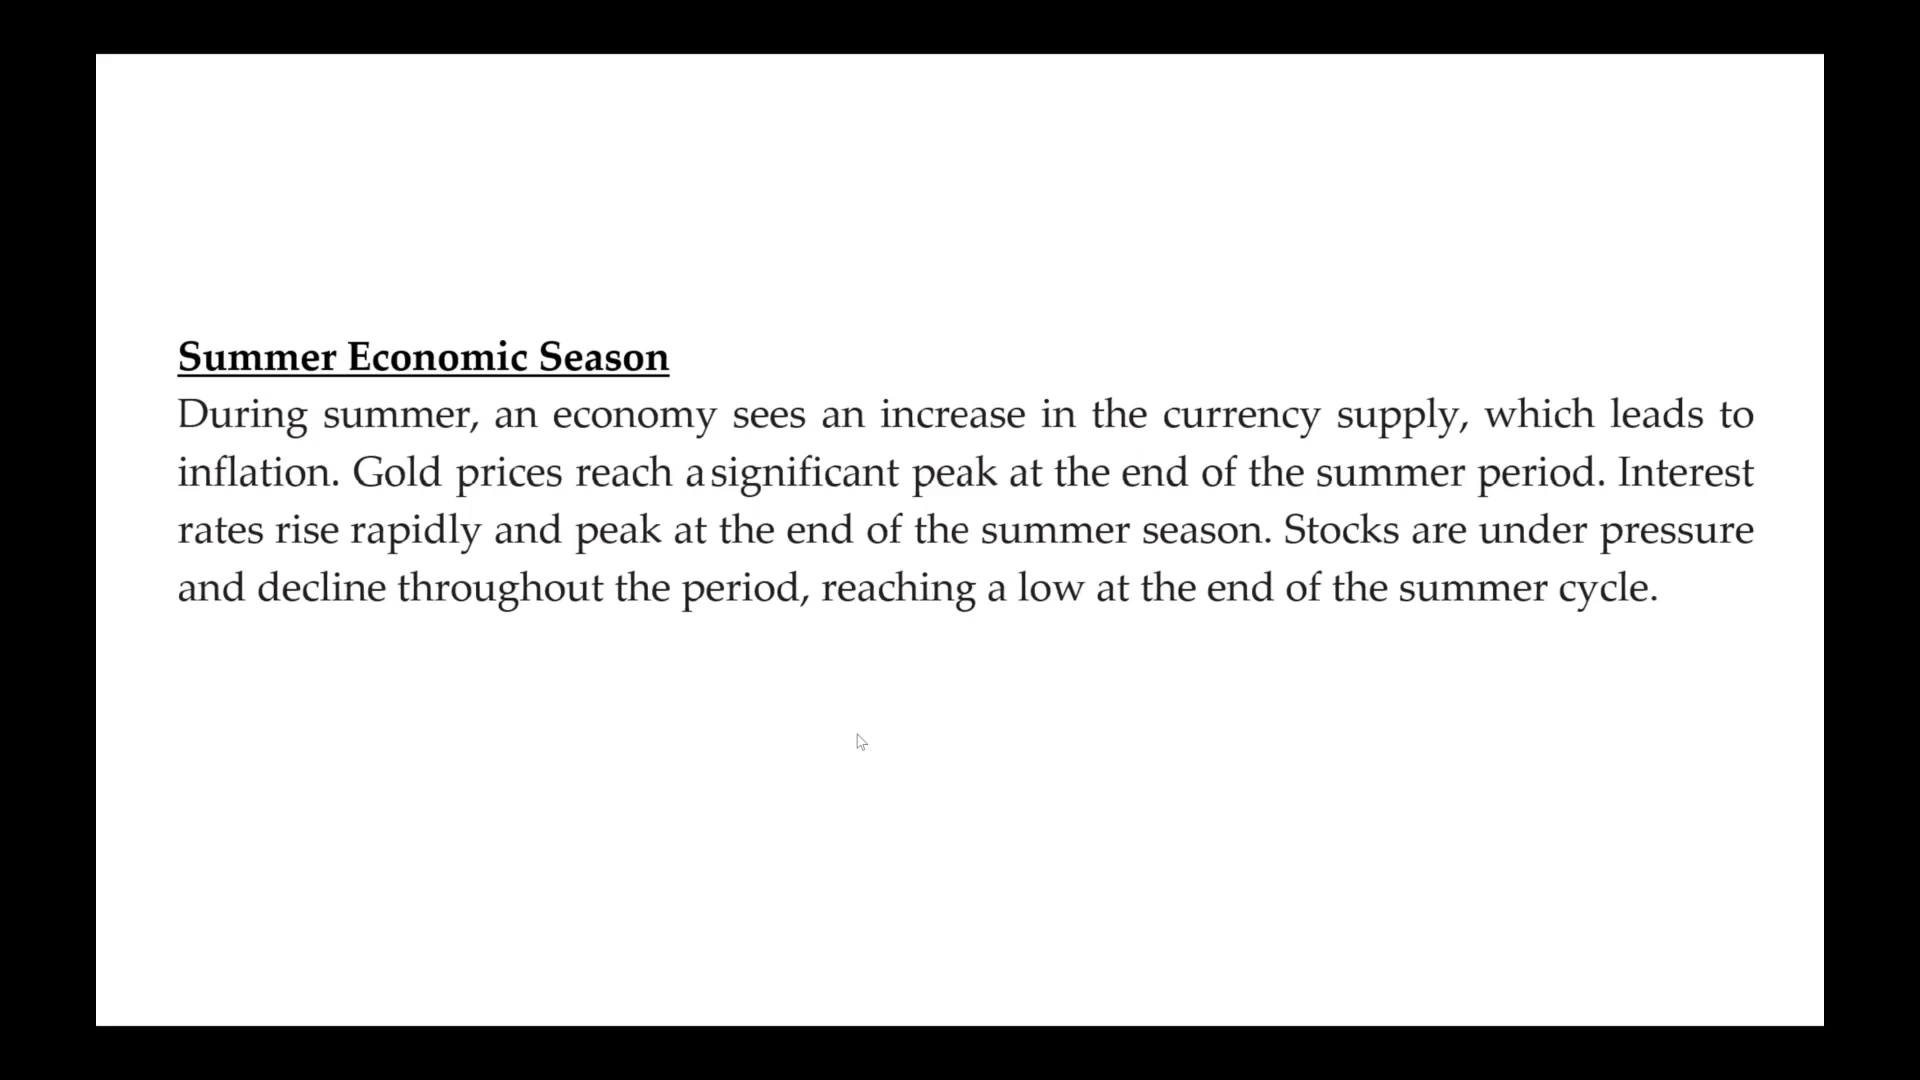 Summer Economic Season
During summer, an economy sees an increase in the currency supply, which leads to
inflation. Gold prices reach a significant peak at the end of the summer period. Interest
rates rise rapidly and peak at the end of the summer season. Stocks are under pressure
and decline throughout the period, reaching a low at the end of the summer cycle.